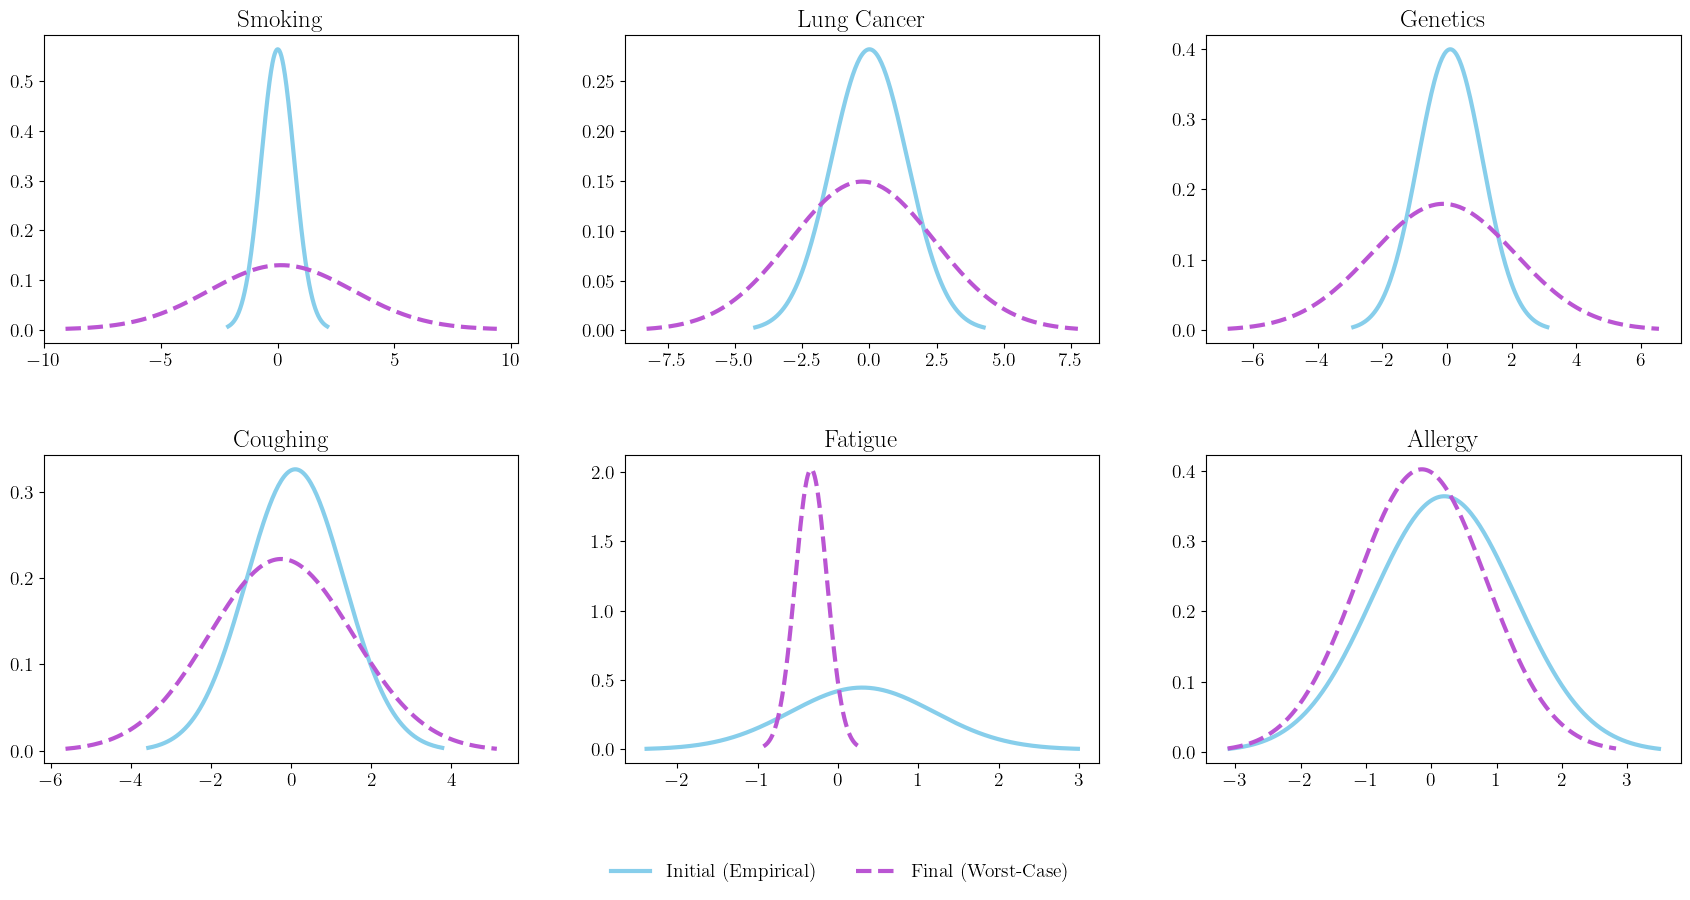 Smoking
0.5
0.4
0.3
0.2
0.1
0.0
−10 −5 0 5 10
Lung Cancer
0.25
0.20
0.15
0.10
0.05
0.00
−7.5 −5.0 −2.5 0.0 2.5 5.0 7.5
Genetics
0.4
0.3
0.2
0.1
0.0
−6 −4 −2 0 2 4 6
Coughing
0.3
0.2
0.1
0.0
−6 −4 −2 0 2 4
Fatigue
2.0
1.5
1.0
0.5
0.0
−2 −1 0 1 2 3
Allergy
0.4
0.3
0.2
0.1
0.0
−3 −2 −1 0 1 2 3
Initial (Empirical) Final (Worst-Case)